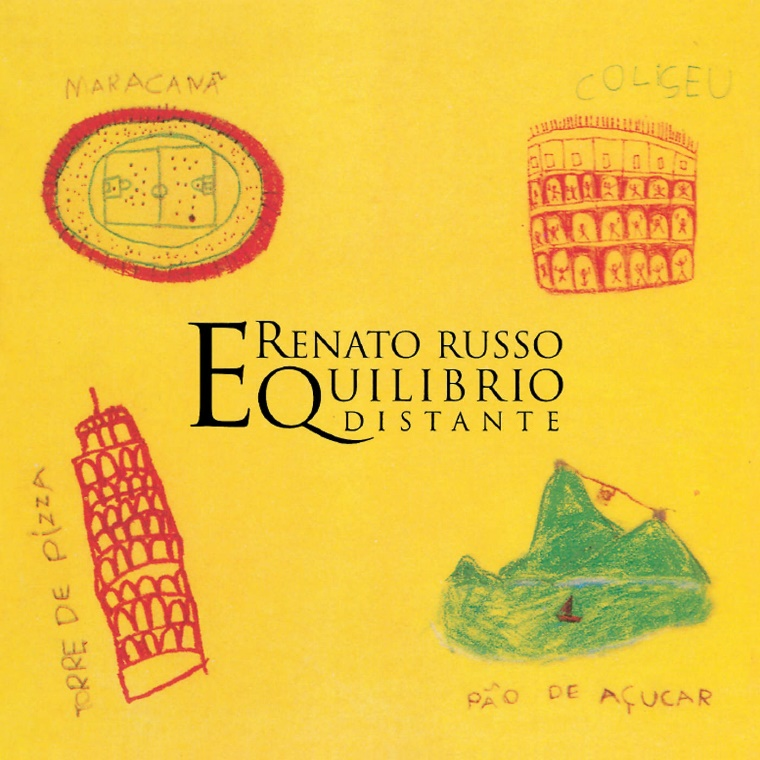 MARACANÃ
COLISEU
RENATO RUSSO
EQUILIBRIO
DISTANTE
TORRE DE PIZZA
PÃO DE AÇUCAR